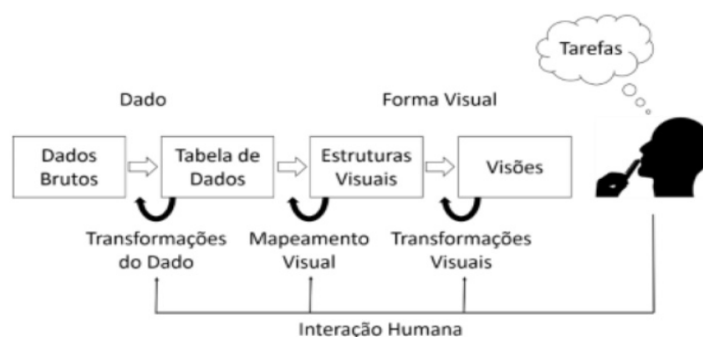 Tarefas
Dado
Forma Visual
Dados
Brutos
Tabela de
Dados
Estruturas
Visuais
Visões
Transformações
do Dado
Mapeamento
Visual
Transformações
Visuais
Interação Humana